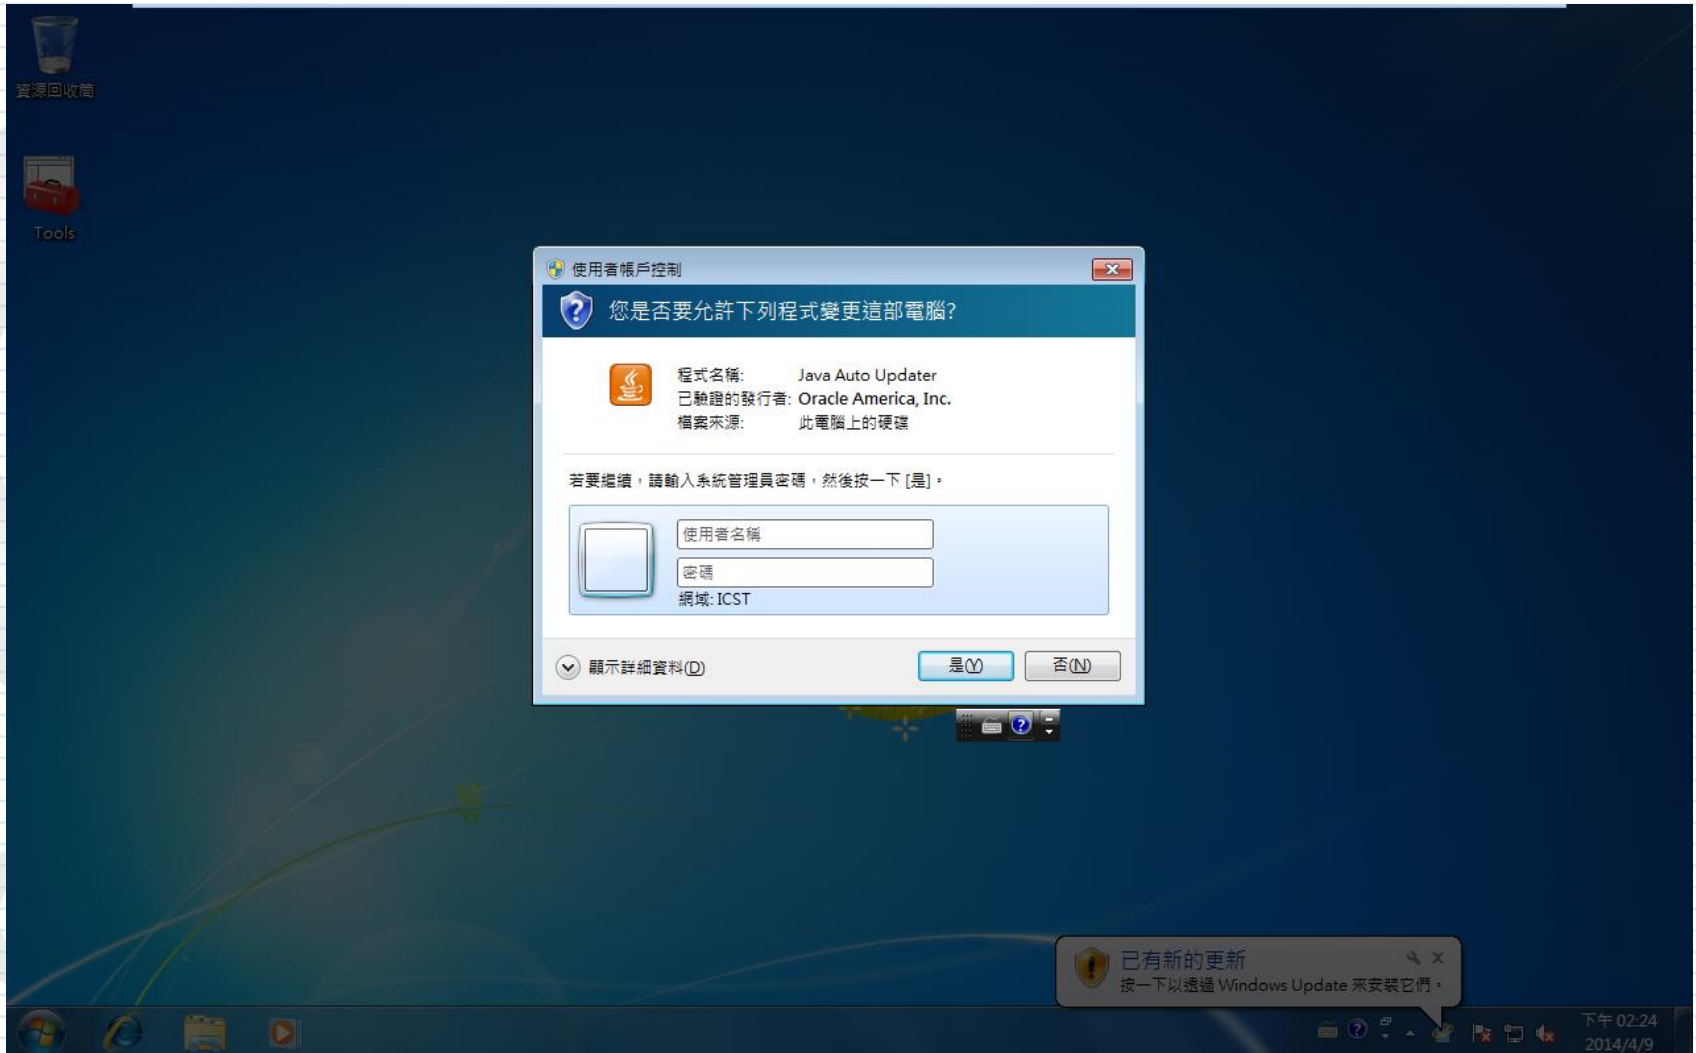 資源回收筒
Tools
使用者帳戶控制
您是否要允許下列程式變更這部電腦?
程式名稱: Java Auto Updater
已驗證的發行者: Oracle America, Inc.
檔案來源: 此電腦上的硬碟
若要繼續，請輸入系統管理員密碼，然後按一下 [是]。
使用者名稱
密碼
網域: ICST
顯示詳細資料(D)
是(Y)
否(N)
已有新的更新
按一下以透過 Windows Update 來安裝它們。
下午 02:24
2014/4/9